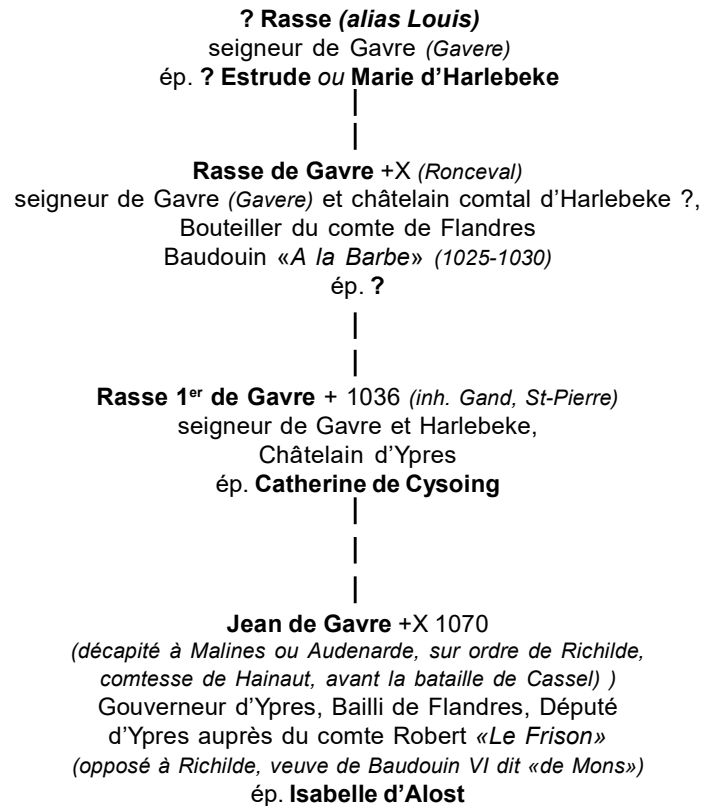 ? Rasse (alias Louis)
seigneur de Gavre (Gavere)
ép. ? Estrude ou Marie d'Harlebeke
Rasse de Gavre +X (Ronceval)
seigneur de Gavre (Gavere) et châtelain comtal d'Harlebeke ?,
Bouteiller du comte de Flandres
Baudouin «A la Barbe» (1025-1030)
ép. ?
Rasse 1er de Gavre + 1036 (inh. Gand, St-Pierre)
seigneur de Gavre et Harlebeke,
Châtelain d'Ypres
ép. Catherine de Cysoing
Jean de Gavre +X 1070
(décapité à Malines ou Audenarde, sur ordre de Richilde,
comtesse de Hainaut, avant la bataille de Cassel) )
Gouverneur d'Ypres, Bailli de Flandres, Député
d'Ypres auprès du comte Robert «Le Frison»
(opposé à Richilde, veuve de Baudouin VI dit «de Mons»)
ép. Isabelle d'Alost